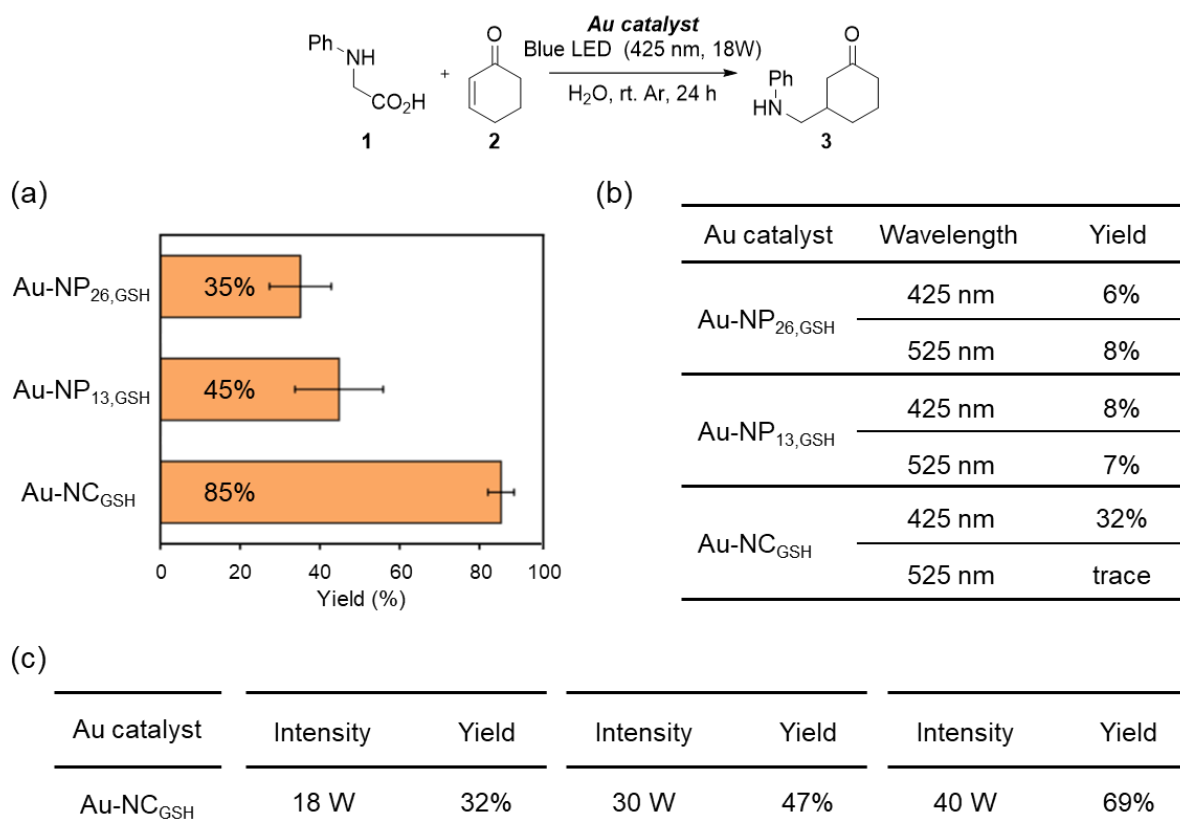 Au catalyst
Blue LED (425 nm, 18W)
H₂O, rt. Ar, 24 h
Ph
NH
CO₂H
1
+
O
2
O
Ph
HN
3
(a)
Au-NP₂₆,GSH
35%
Au-NP₁₃,GSH
45%
Au-NC_GSH
85%
0 20 40 60 80 100
Yield (%)
(b)
Au catalyst Wavelength Yield
Au-NP₂₆,GSH
425 nm 6%
525 nm 8%
Au-NP₁₃,GSH
425 nm 8%
525 nm 7%
Au-NC_GSH
425 nm 32%
525 nm trace
(c)
Au catalyst Intensity Yield Intensity Yield Intensity Yield
Au-NC_GSH 18 W 32% 30 W 47% 40 W 69%